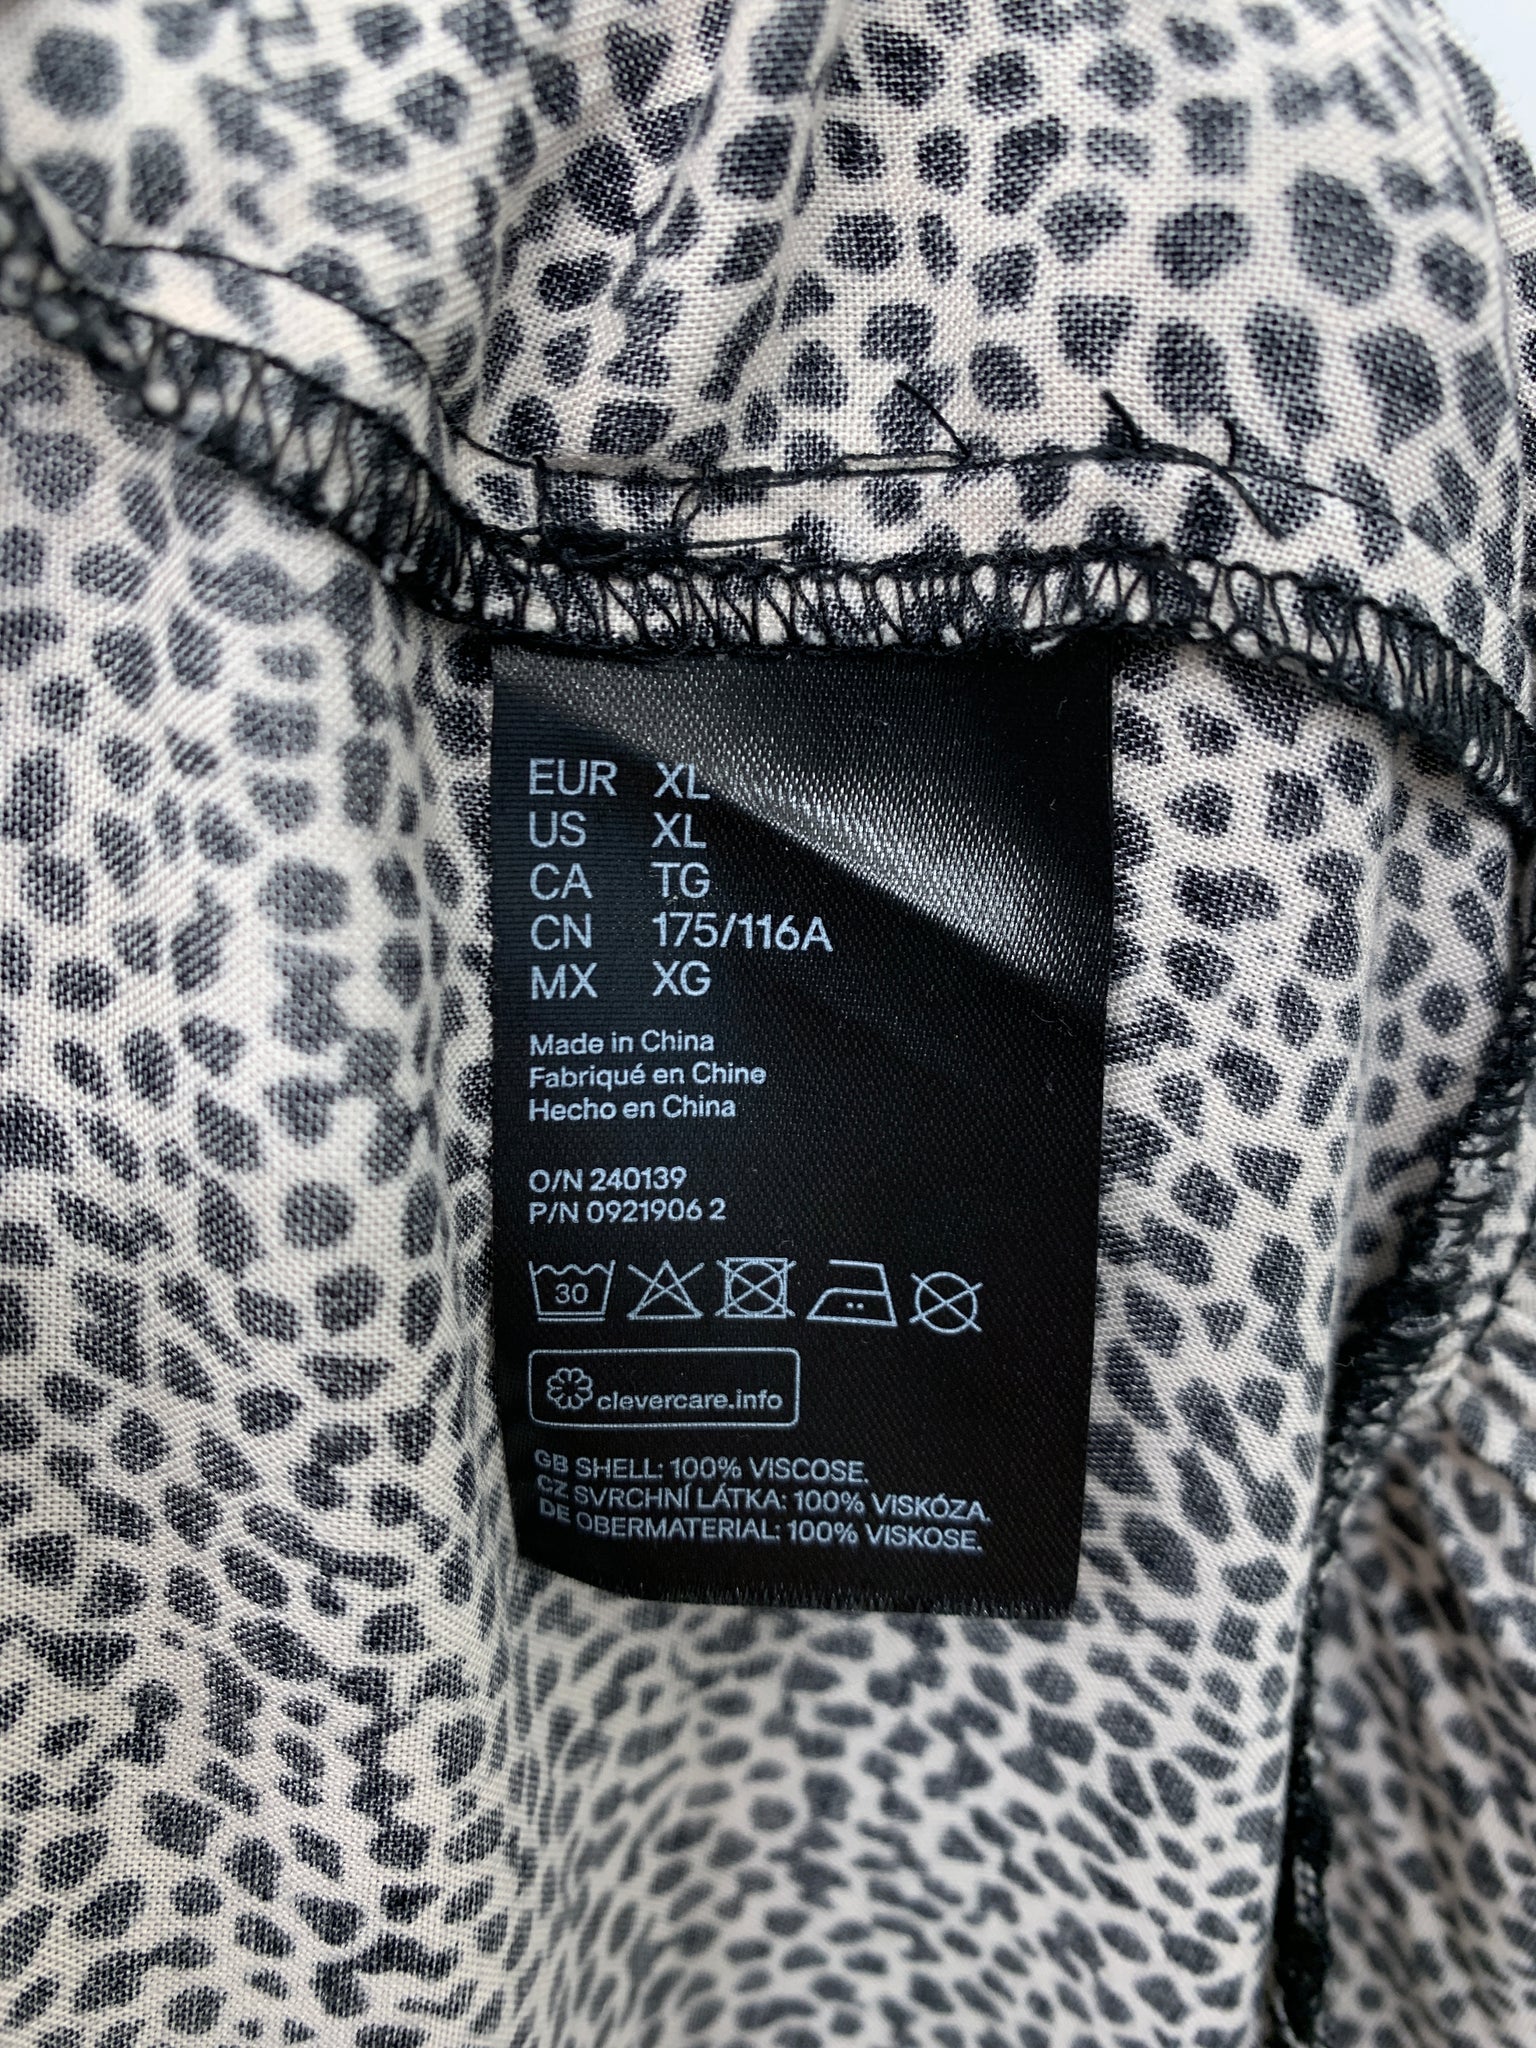 EUR XL
US XL
CA TG
CN 175/116A
MX XG
Made in China
Fabriqué en Chine
Hecho en China
O/N 240139
P/N 0921906 2
30
clevercare.info
GB SHELL: 100% VISCOSE.
CZ SVRCHNÍ LÁTKA: 100% VISKÓZA.
DE OBERMATERIAL: 100% VISKOSE.